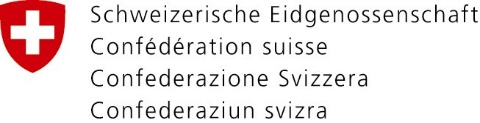 Schweizerische Eidgenossenschaft
Confédération suisse
Confederazione Svizzera
Confederaziun svizra